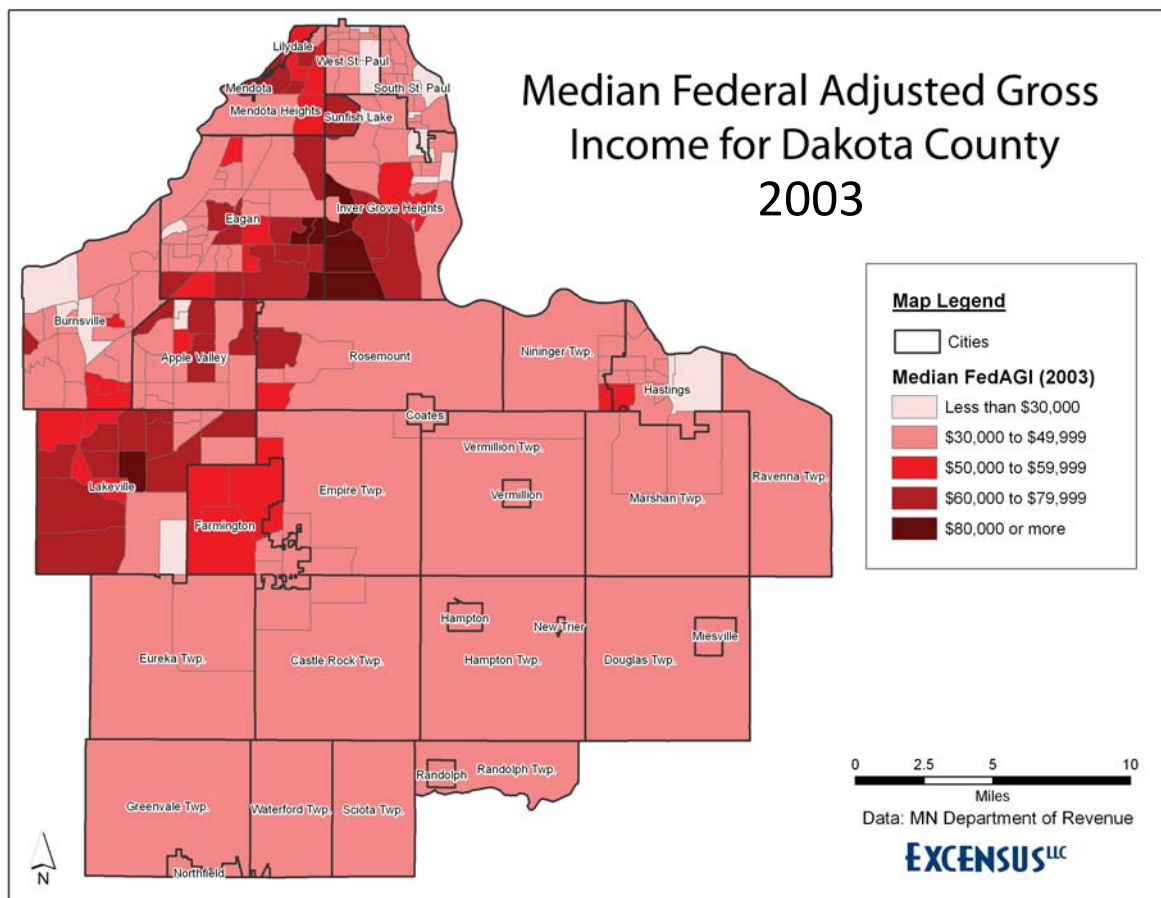 Median Federal Adjusted Gross
Income for Dakota County
2003
Lilydale
West St. Paul
Mendota
South St. Paul
Mendota Heights
Sunfish Lake
Inver Grove Heights
Eagan
Burnsville
Apple Valley
Rosemount
Nininger Twp.
Hastings
Coates
Vermillion Twp.
Ravenna Twp.
Lakeville
Empire Twp.
Vermillion
Marshan Twp.
Farmington
Hampton
New Trier
Miesville
Eureka Twp.
Castle Rock Twp.
Hampton Twp.
Douglas Twp.
Randolph
Randolph Twp.
Greenvale Twp.
Waterford Twp.
Sciota Twp.
Northfield
N
Map Legend
Cities
Median FedAGI (2003)
Less than $30,000
$30,000 to $49,999
$50,000 to $59,999
$60,000 to $79,999
$80,000 or more
0 2.5 5 10
Miles
Data: MN Department of Revenue
EXCENSUS LLC